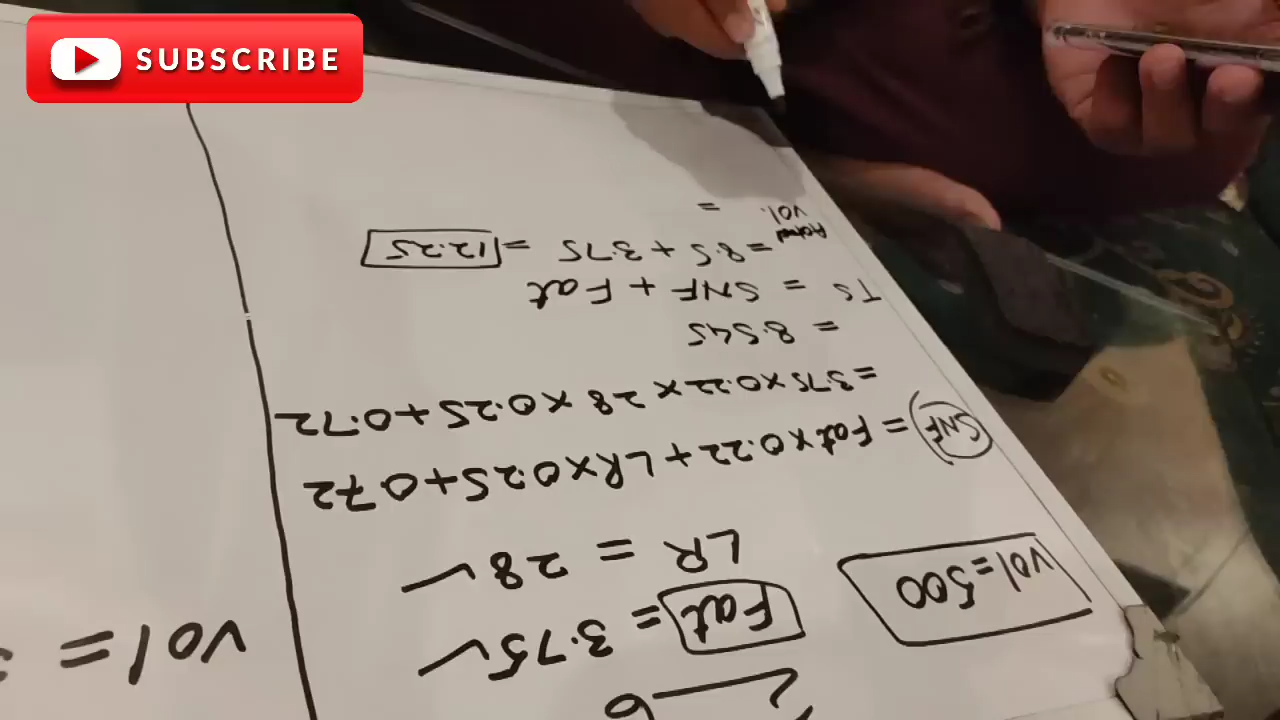 SUBSCRIBE
6
Fat = 3.75
LR = 28
Vol = 500
SNF = Fat x 0.22 + LR x 0.25 + 0.72
= 3.75 x 0.22 x 28 x 0.25 + 0.72
= 8.545
TS = SNF + Fat
= 8.5 + 3.75 = 12.25
Actual vol. =
Vol =